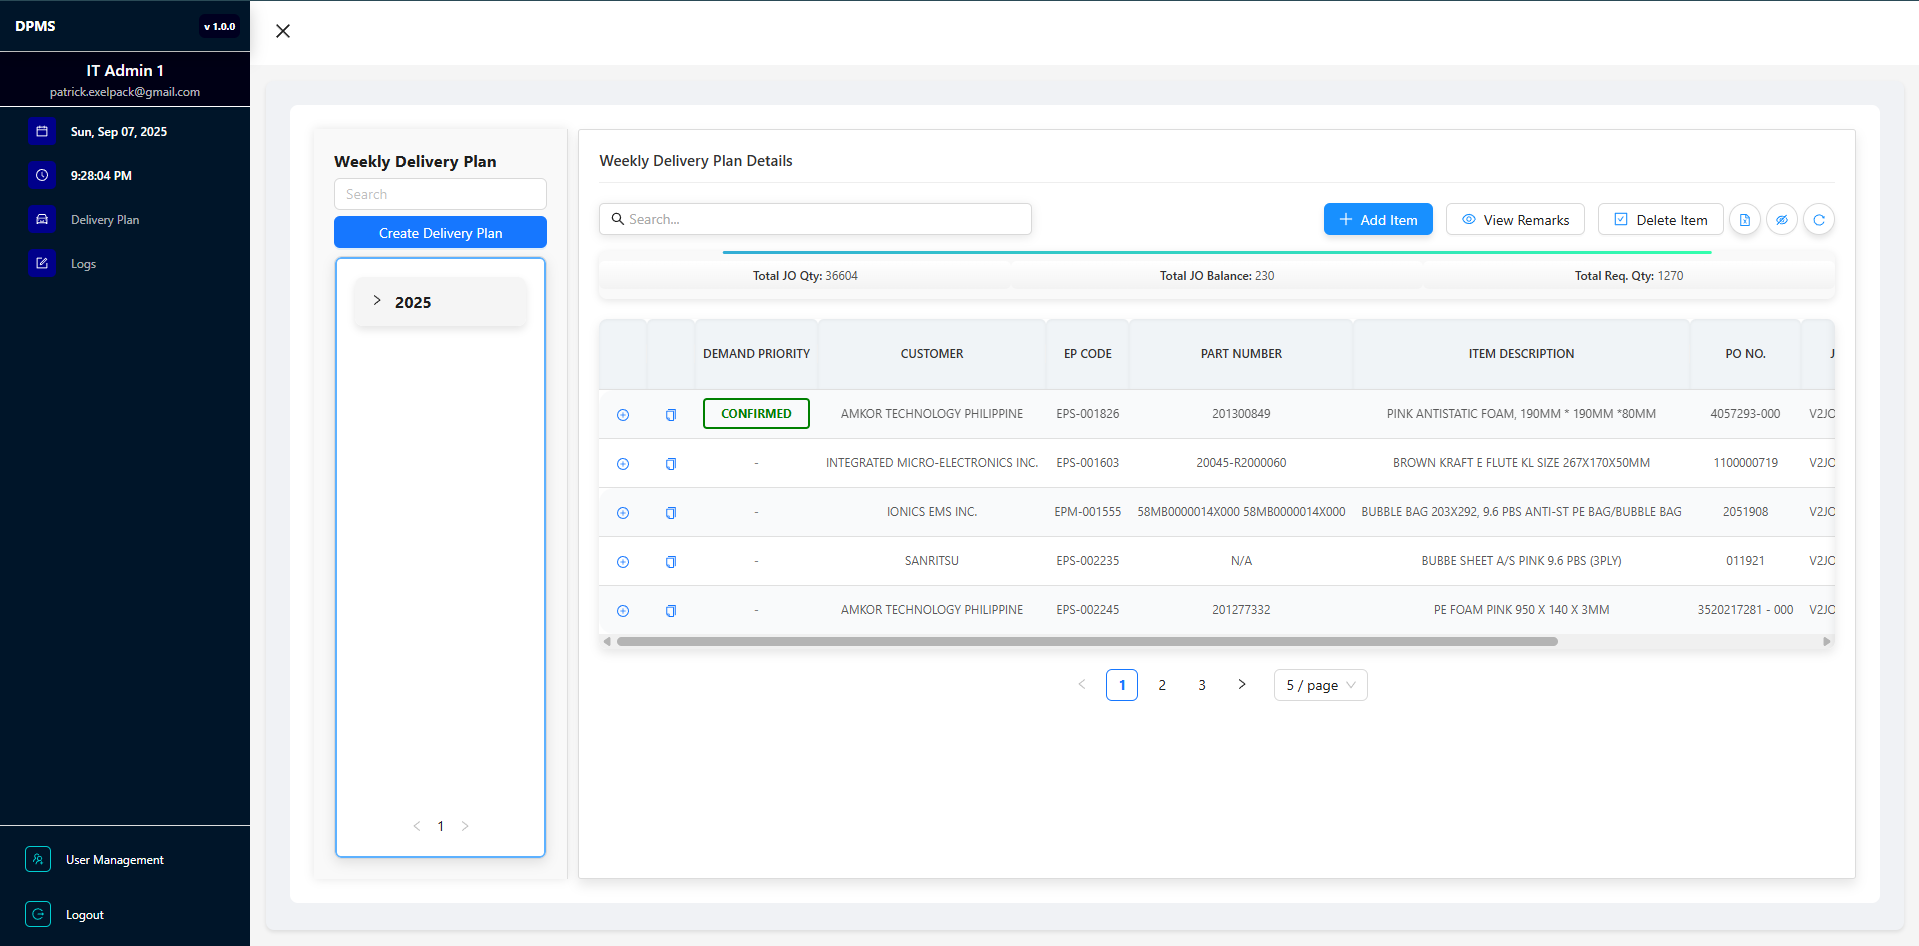 DPMS
v 1.0.0
IT Admin 1
patrick.exelpack@gmail.com
Sun, Sep 07, 2025
9:28:04 PM
Delivery Plan
Logs
User Management
Logout
Weekly Delivery Plan
Search
Create Delivery Plan
2025
1
Weekly Delivery Plan Details
Search...
Add Item
View Remarks
Delete Item
Total JO Qty: 36604
Total JO Balance: 230
Total Req. Qty: 1270
DEMAND PRIORITY CUSTOMER EP CODE PART NUMBER ITEM DESCRIPTION PO NO. J
CONFIRMED AMKOR TECHNOLOGY PHILIPPINE EPS-001826 201300849 PINK ANTISTATIC FOAM, 190MM * 190MM *80MM 4057293-000 V2JO
- INTEGRATED MICRO-ELECTRONICS INC. EPS-001603 20045-R2000060 BROWN KRAFT E FLUTE KL SIZE 267X170X50MM 1100000719 V2JO
- IONICS EMS INC. EPM-001555 58MB0000014X000 58MB0000014X000 BUBBLE BAG 203X292, 9.6 PBS ANTI-ST PE BAG/BUBBLE BAG 2051908 V2JO
- SANRITSU EPS-002235 N/A BUBBE SHEET A/S PINK 9.6 PBS (3PLY) 011921 V2JO
- AMKOR TECHNOLOGY PHILIPPINE EPS-002245 201277332 PE FOAM PINK 950 X 140 X 3MM 3520217281 - 000 V2JO
1 2 3 5 / page